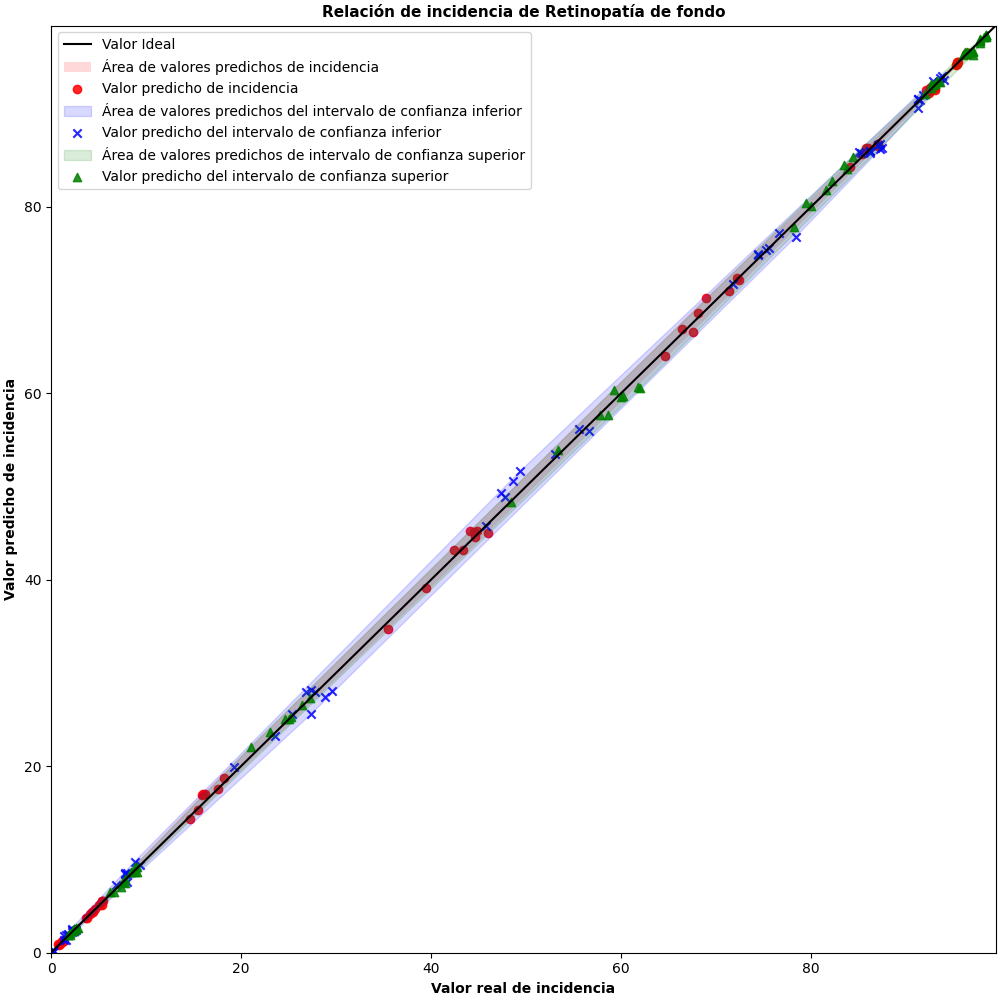 Relación de incidencia de Retinopatía de fondo
Valor Ideal
Área de valores predichos de incidencia
Valor predicho de incidencia
Área de valores predichos del intervalo de confianza inferior
Valor predicho del intervalo de confianza inferior
Área de valores predichos de intervalo de confianza superior
Valor predicho del intervalo de confianza superior
Valor predicho de incidencia
80
60
40
20
0
0 20 40 60 80
Valor real de incidencia